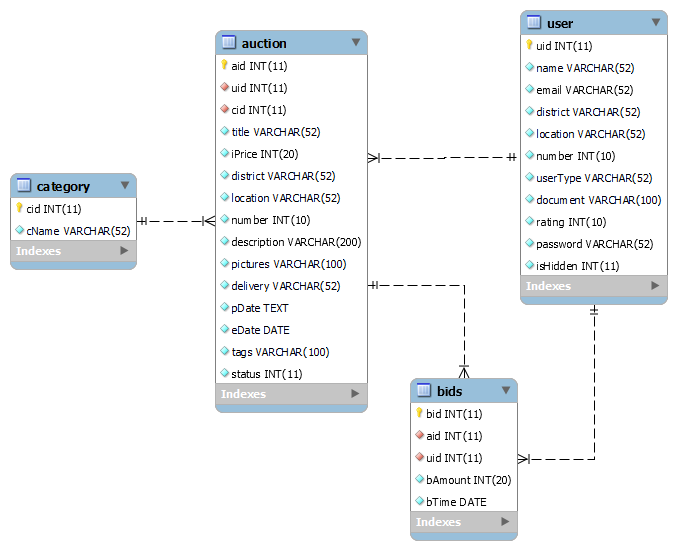 category
cid INT(11)
cName VARCHAR(52)
Indexes
auction
aid INT(11)
uid INT(11)
cid INT(11)
title VARCHAR(52)
iPrice INT(20)
district VARCHAR(52)
location VARCHAR(52)
number INT(10)
description VARCHAR(200)
pictures VARCHAR(100)
delivery VARCHAR(52)
pDate TEXT
eDate DATE
tags VARCHAR(100)
status INT(11)
Indexes
user
uid INT(11)
name VARCHAR(52)
email VARCHAR(52)
district VARCHAR(52)
location VARCHAR(52)
number INT(10)
userType VARCHAR(52)
document VARCHAR(100)
rating INT(10)
password VARCHAR(52)
isHidden INT(11)
Indexes
bids
bid INT(11)
aid INT(11)
uid INT(11)
bAmount INT(20)
bTime DATE
Indexes